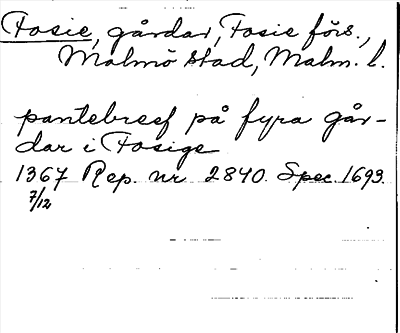 Fosie, gårdar, Fosie förs.,
Malmö stad, Malm. l.
pantebref på fyra går-
dar i Fosige
1367 Rep. nr 2840. Spec. 1693.
7/12